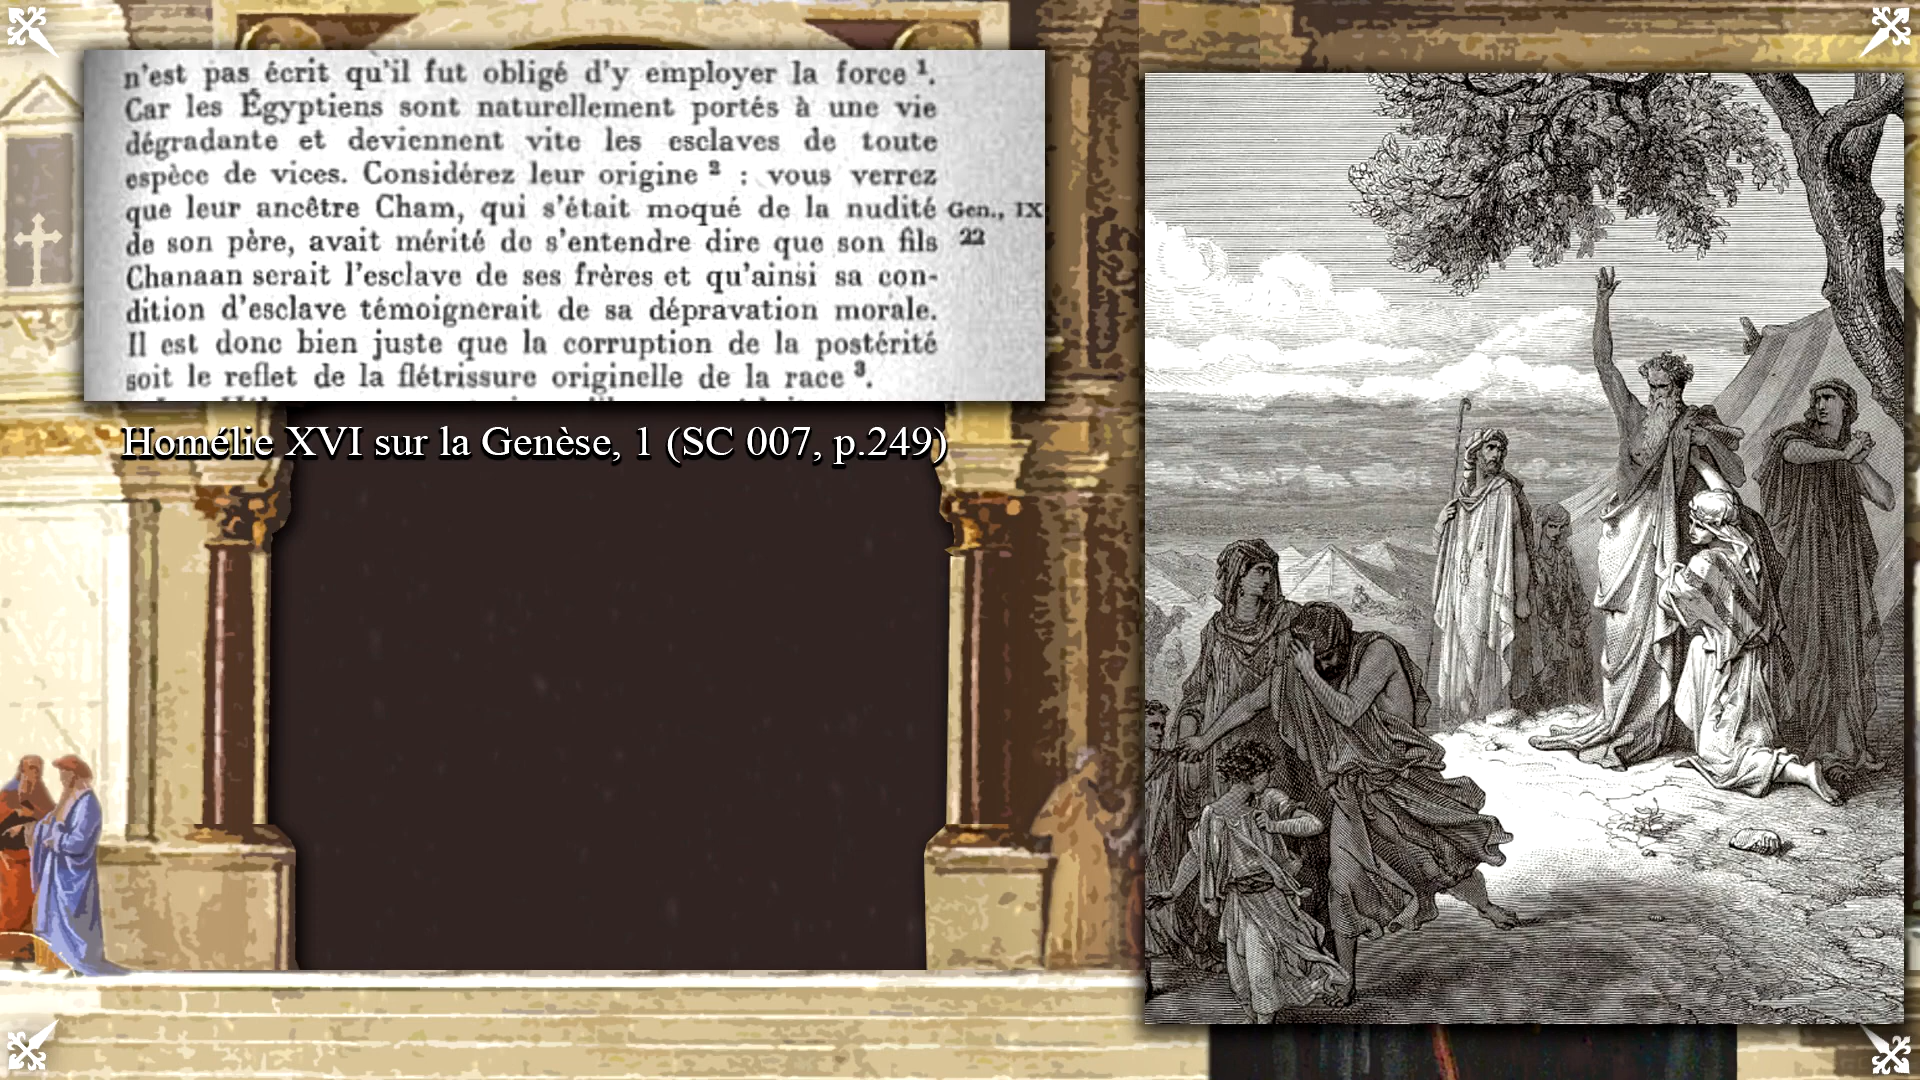 n'est pas écrit qu'il fut obligé d'y employer la force ¹.
Car les Égyptiens sont naturellement portés à une vie
dégradante et deviennent vite les esclaves de toute
espèce de vices. Considérez leur origine ² : vous verrez
que leur ancêtre Cham, qui s'était moqué de la nudité Gen., IX
de son père, avait mérité de s'entendre dire que son fils 22
Chanaan serait l'esclave de ses frères et qu'ainsi sa con-
dition d'esclave témoignerait de sa dépravation morale.
Il est donc bien juste que la corruption de la postérité
soit le reflet de la flétrissure originelle de la race ³.
Homélie XVI sur la Genèse, 1 (SC 007, p.249)